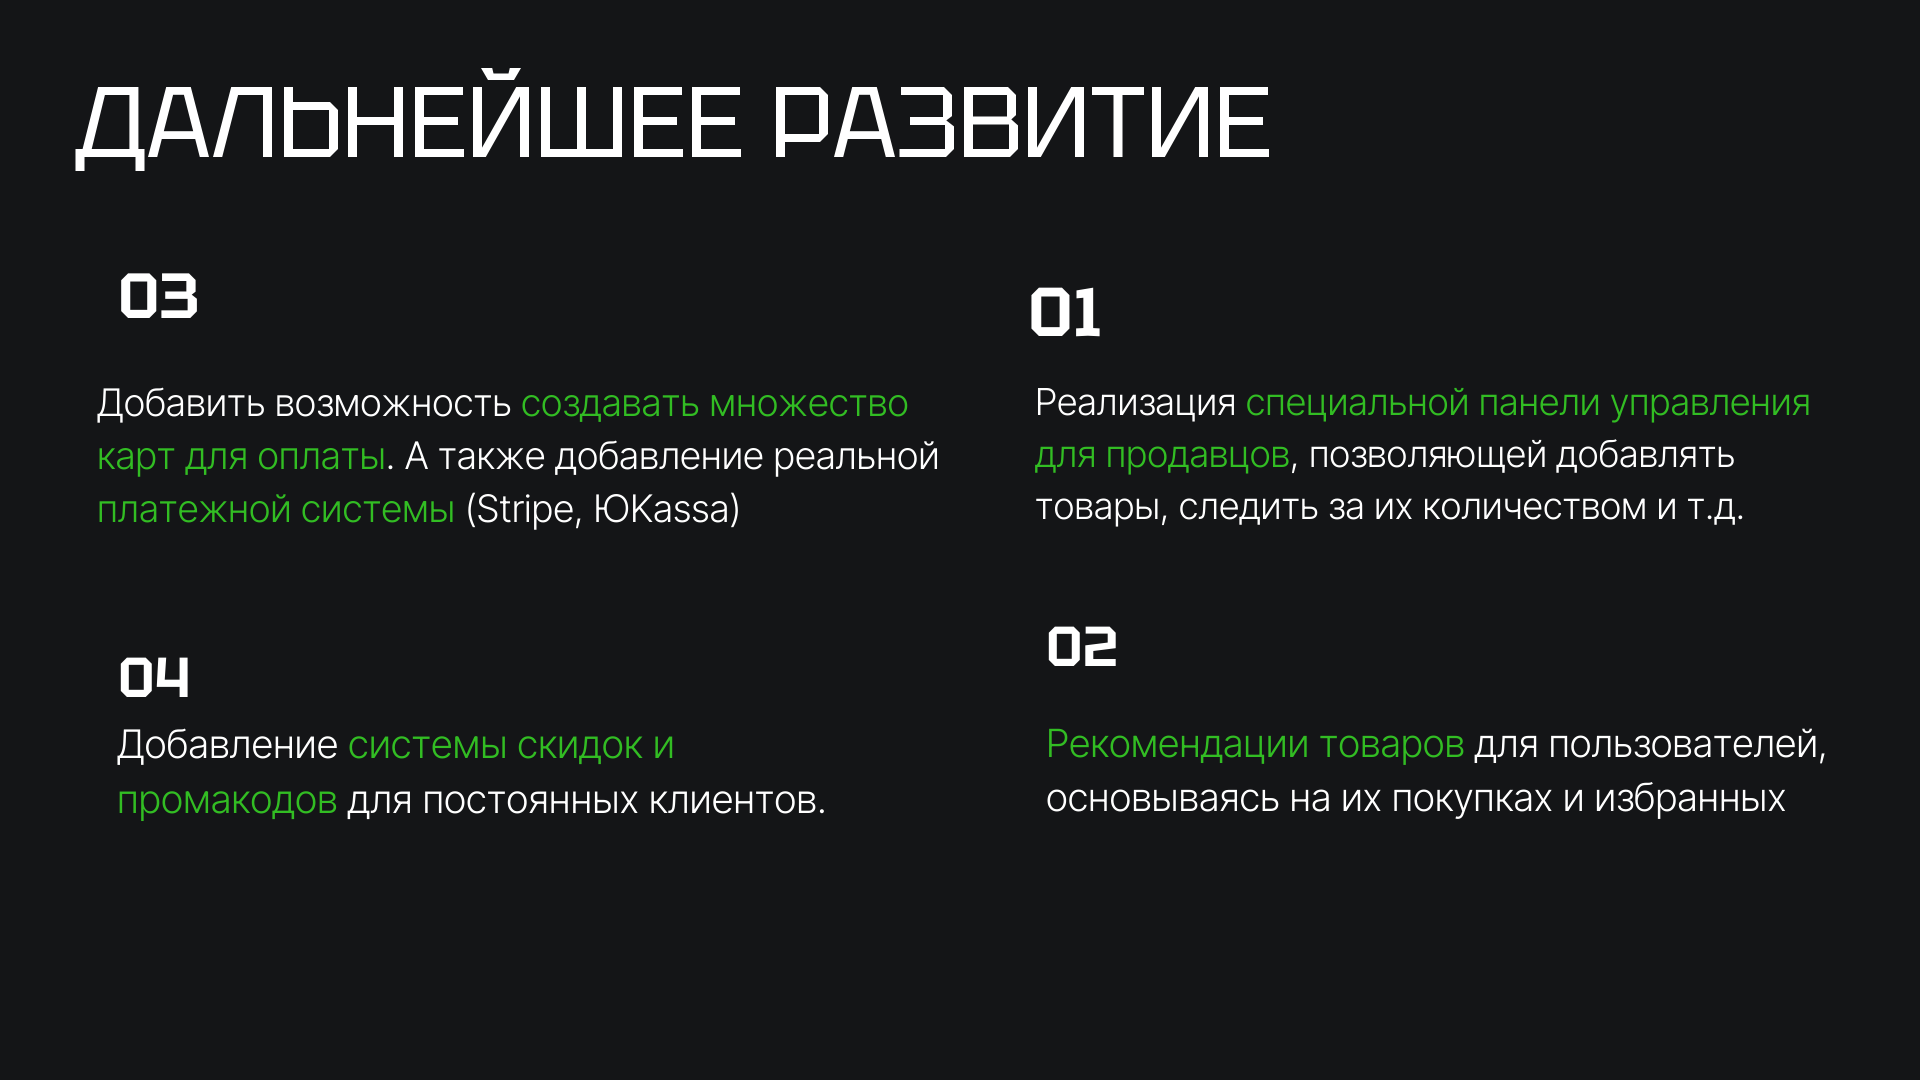 ДАЛЬНЕЙШЕЕ РАЗВИТИЕ
03
Добавить возможность создавать множество
карт для оплаты. А также добавление реальной
платежной системы (Stripe, ЮKassa)
04
Добавление системы скидок и
промакодов для постоянных клиентов.
01
Реализация специальной панели управления
для продавцов, позволяющей добавлять
товары, следить за их количеством и т.д.
02
Рекомендации товаров для пользователей,
основываясь на их покупках и избранных